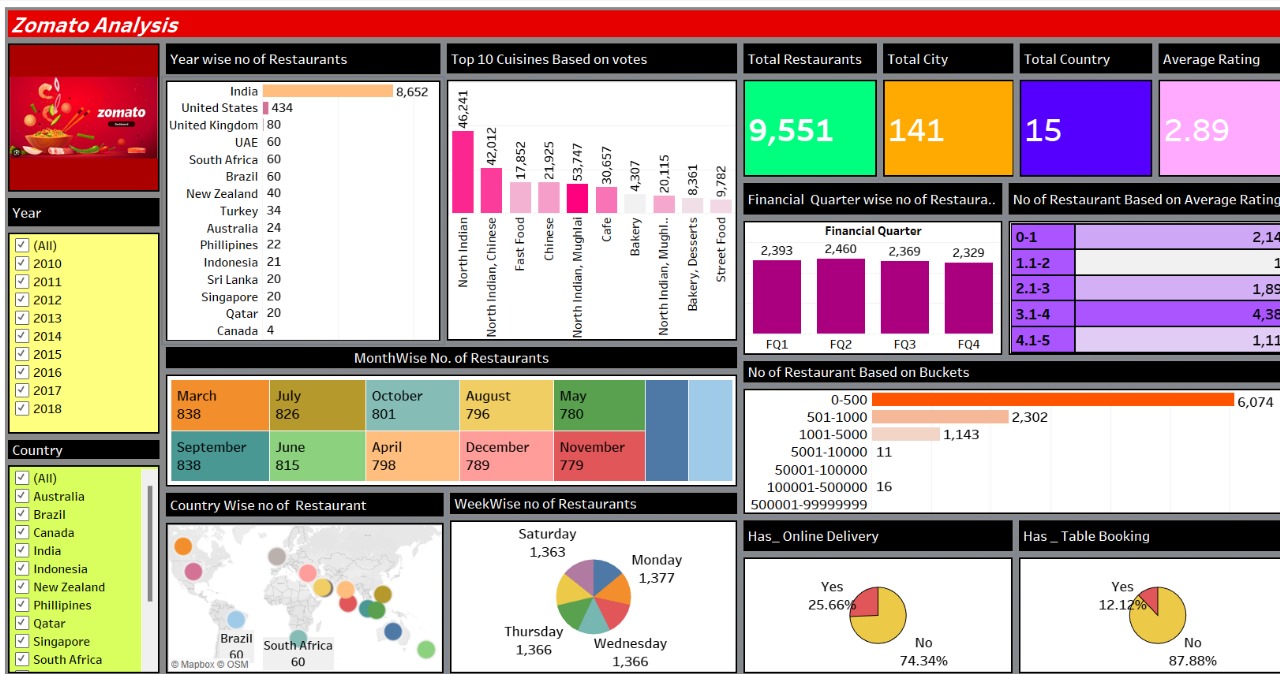 Zomato Analysis
zomato
Year
(All)
2010
2011
2012
2013
2014
2015
2016
2017
2018
Country
(All)
Australia
Brazil
Canada
India
Indonesia
New Zealand
Phillipines
Qatar
Singapore
South Africa
Year wise no of Restaurants
India 8,652
United States 434
United Kingdom 80
UAE 60
South Africa 60
Brazil 60
New Zealand 40
Turkey 34
Australia 24
Phillipines 22
Indonesia 21
Sri Lanka 20
Singapore 20
Qatar 20
Canada 4
Top 10 Cuisines Based on votes
46,241
42,012
17,852
21,925
53,747
30,657
4,307
20,115
8,361
9,782
North Indian
North Indian, Chinese
Fast Food
Chinese
North Indian, Mughlai
Cafe
Bakery
North Indian, Mughl..
Bakery, Desserts
Street Food
Total Restaurants
9,551
Total City
141
Total Country
15
Average Rating
2.89
Financial Quarter wise no of Restaura..
Financial Quarter
2,393 2,460 2,369 2,329
FQ1 FQ2 FQ3 FQ4
No of Restaurant Based on Average Rating
0-1 2,14
1.1-2 1
2.1-3 1,89
3.1-4 4,38
4.1-5 1,11
MonthWise No. of Restaurants
March July October August May
838 826 801 796 780
September June April December November
838 815 798 789 779
No of Restaurant Based on Buckets
0-500 6,074
501-1000 2,302
1001-5000 1,143
5001-10000 11
50001-100000
100001-500000 16
500001-99999999
Country Wise no of Restaurant
Brazil
60
South Africa
60
© Mapbox © OSM
WeekWise no of Restaurants
Saturday
1,363
Monday
1,377
Thursday
1,366
Wednesday
1,366
Has_ Online Delivery
Yes
25.66%
No
74.34%
Has _ Table Booking
Yes
12.12%
No
87.88%